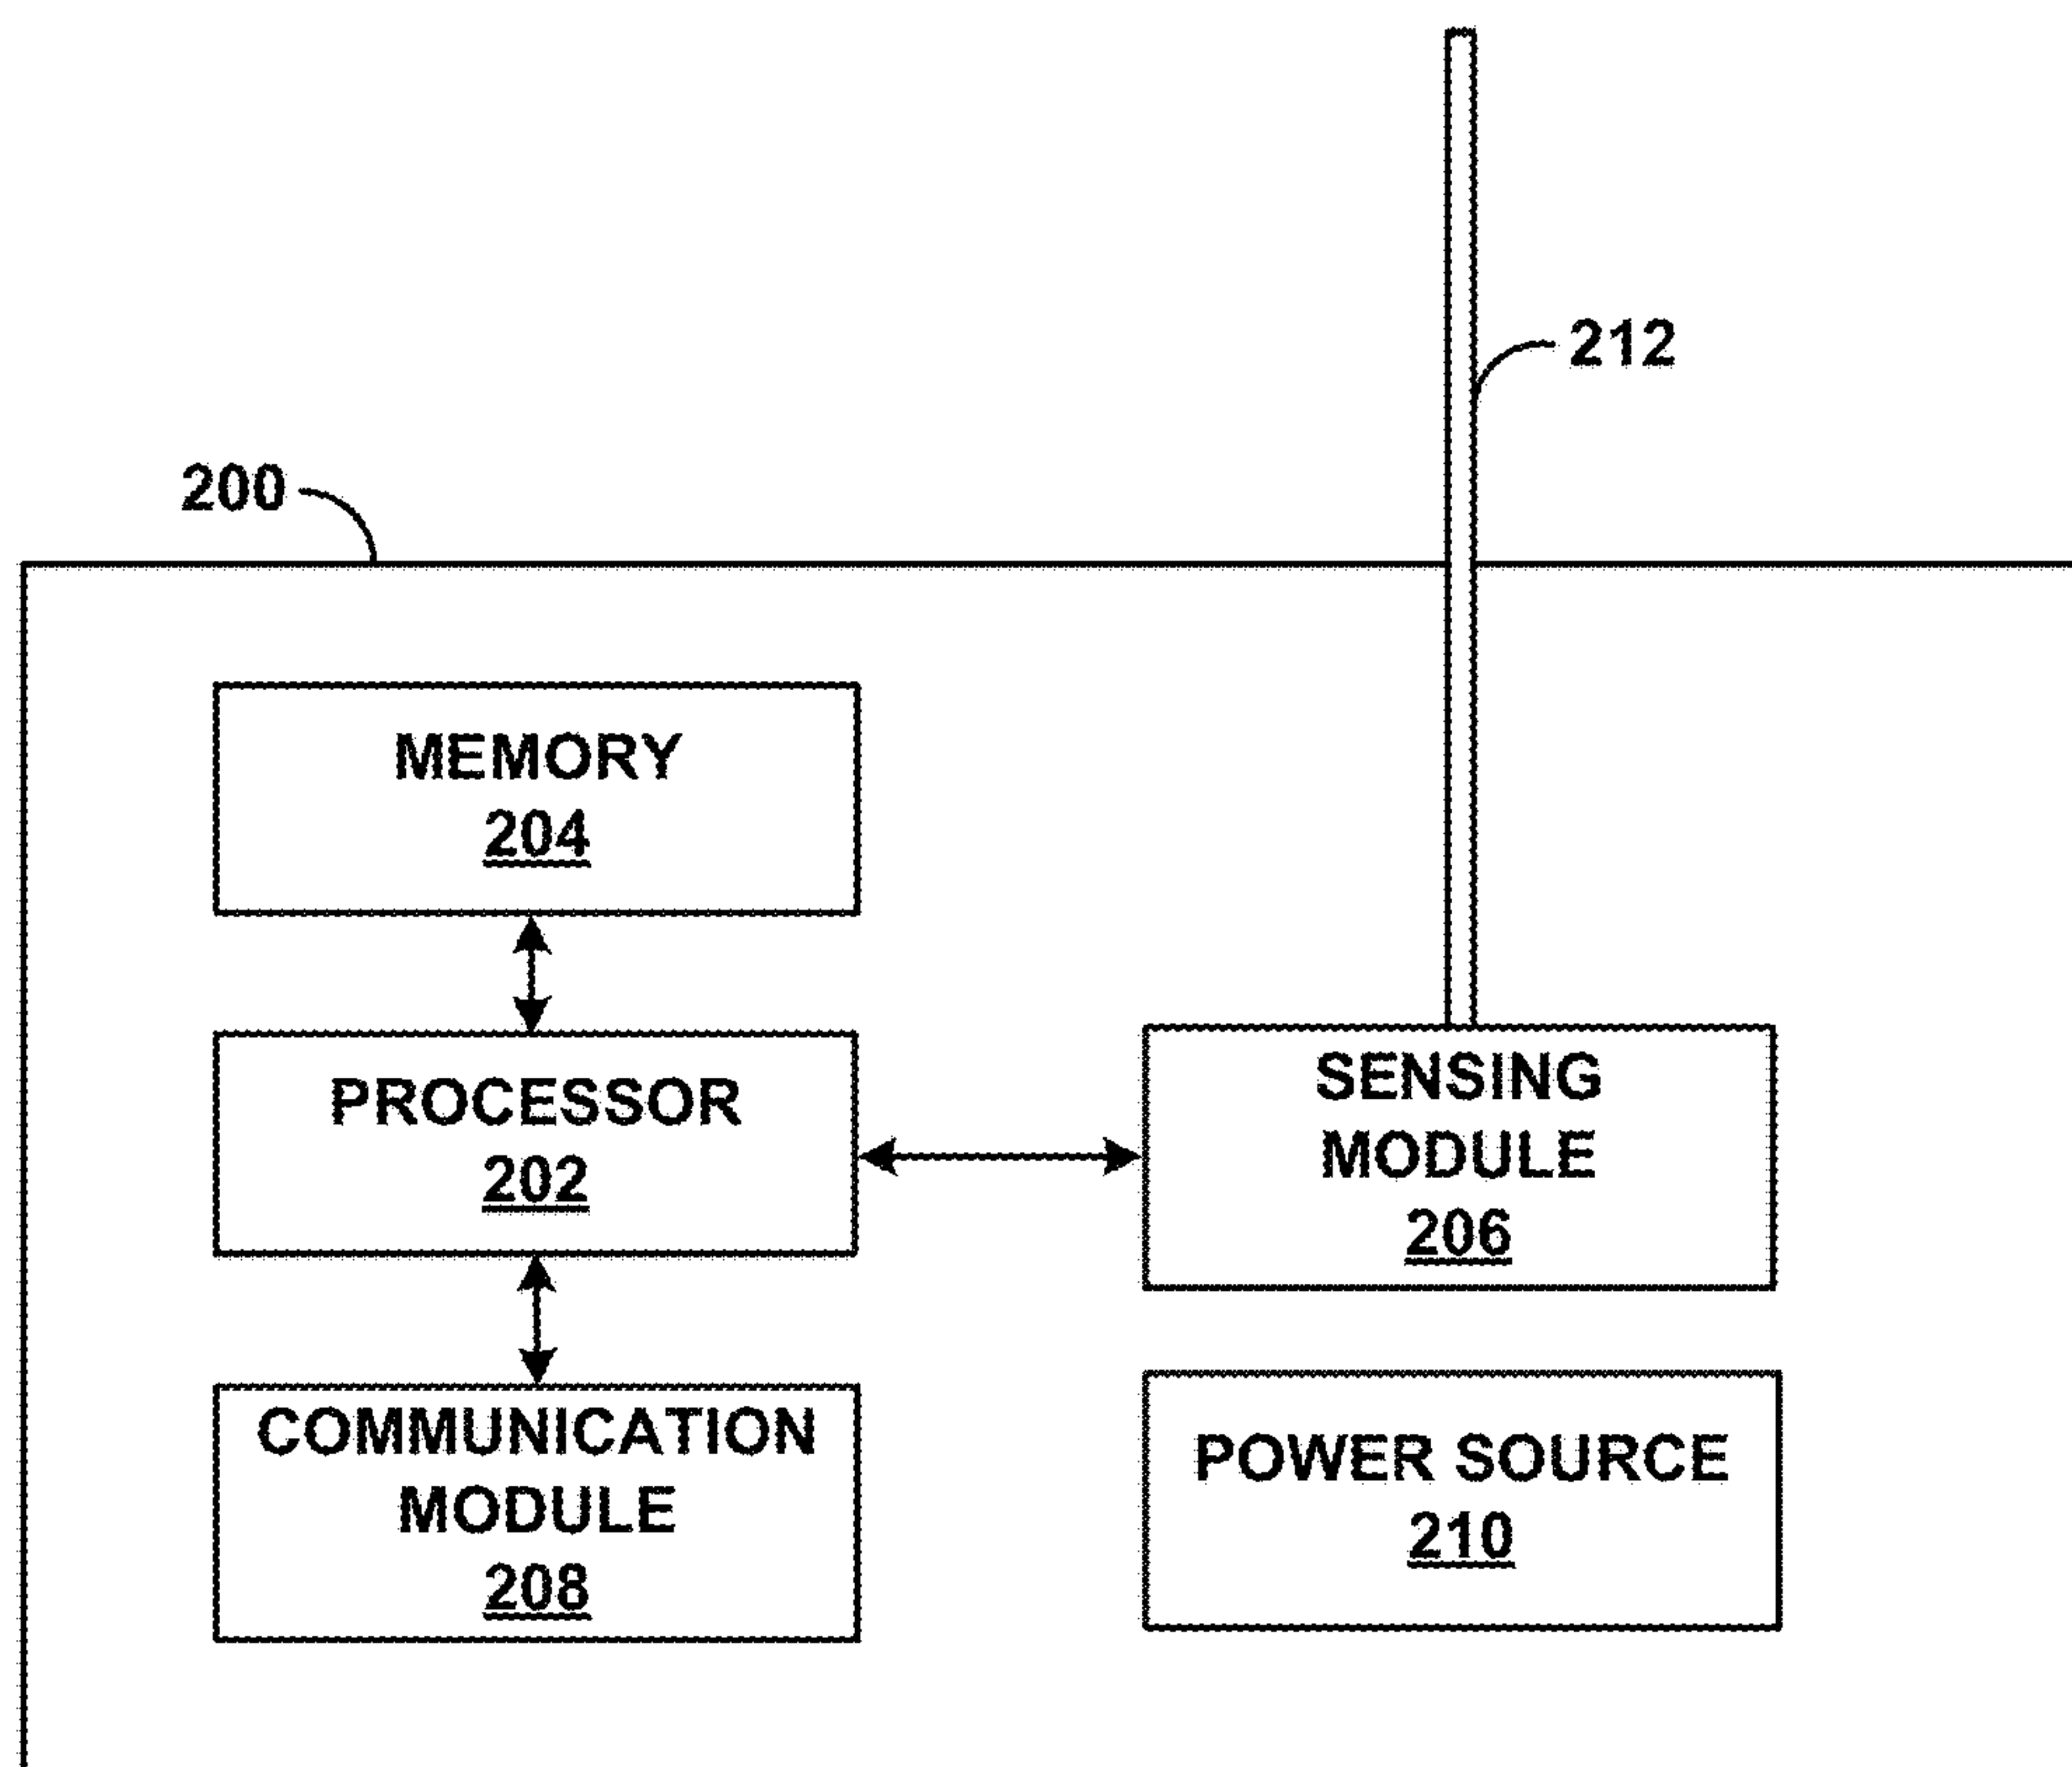 212
200
MEMORY
204
PROCESSOR
202
SENSING
MODULE
206
COMMUNICATION
MODULE
208
POWER SOURCE
210